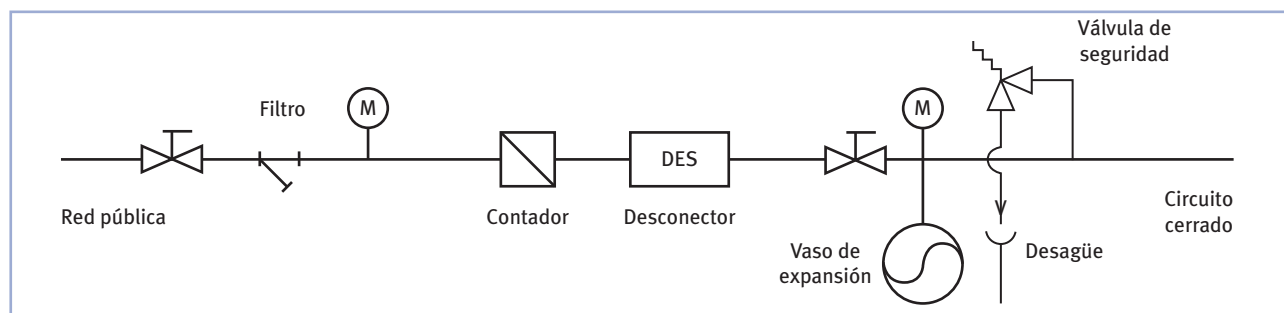 Válvula de
seguridad
Filtro
M
M
DES
Red pública
Contador
Desconector
Vaso de
expansión
Desagüe
Circuito
cerrado